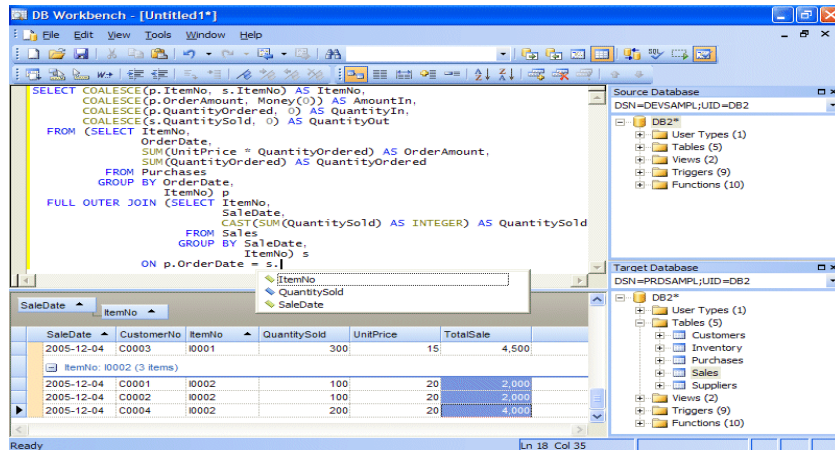 DB Workbench - [Untitled1*]
File Edit View Tools Window Help
SELECT COALESCE(p.ItemNo, s.ItemNo) AS ItemNo,
COALESCE(p.OrderAmount, Money(0)) AS AmountIn,
COALESCE(p.QuantityOrdered, 0) AS QuantityIn,
COALESCE(s.QuantitySold, 0) AS QuantityOut
FROM (SELECT ItemNo,
OrderDate,
SUM(UnitPrice * QuantityOrdered) AS OrderAmount,
SUM(QuantityOrdered) AS QuantityOrdered
FROM Purchases
GROUP BY OrderDate,
ItemNo) p
FULL OUTER JOIN (SELECT ItemNo,
SaleDate,
CAST(SUM(QuantitySold) AS INTEGER) AS QuantitySold
FROM Sales
GROUP BY SaleDate,
ItemNo) s
ON p.OrderDate = s.
ItemNo
QuantitySold
SaleDate
SaleDate
ItemNo
SaleDate CustomerNo ItemNo QuantitySold UnitPrice TotalSale
2005-12-04 C0003 I0001 300 15 4,500
ItemNo: I0002 (3 items)
2005-12-04 C0001 I0002 100 20 2,000
2005-12-04 C0002 I0002 100 20 2,000
2005-12-04 C0004 I0002 200 20 4,000
Source Database
DSN=DEVSAMPL;UID=DB2
DB2*
User Types (1)
Tables (5)
Views (2)
Triggers (9)
Functions (10)
Target Database
DSN=PRDSAMPL;UID=DB2
DB2*
User Types (1)
Tables (5)
Customers
Inventory
Purchases
Sales
Suppliers
Views (2)
Triggers (9)
Functions (10)
Ready Ln 18 Col 35